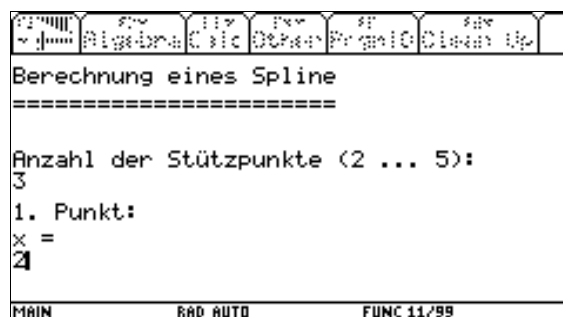 Algebra Calc Other PrgmIO Clean Up
Berechnung eines Spline
=======================
Anzahl der Stützpunkte (2 ... 5):
3
1. Punkt:
x =
2
MAIN RAD AUTO FUNC 11/99